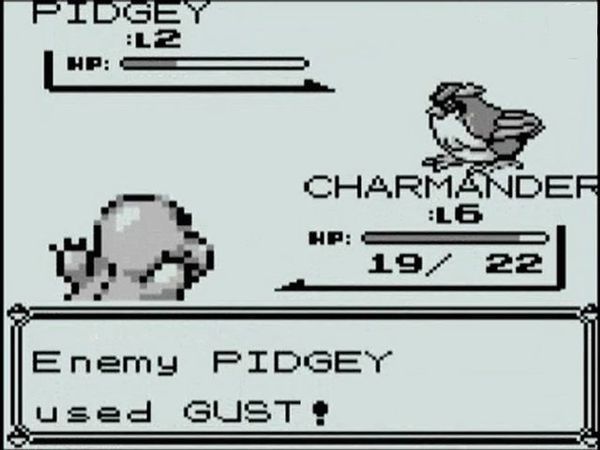 PIDGEY
:L2
HP:
CHARMANDER
:L6
HP:
19/ 22
Enemy PIDGEY
used GUST!